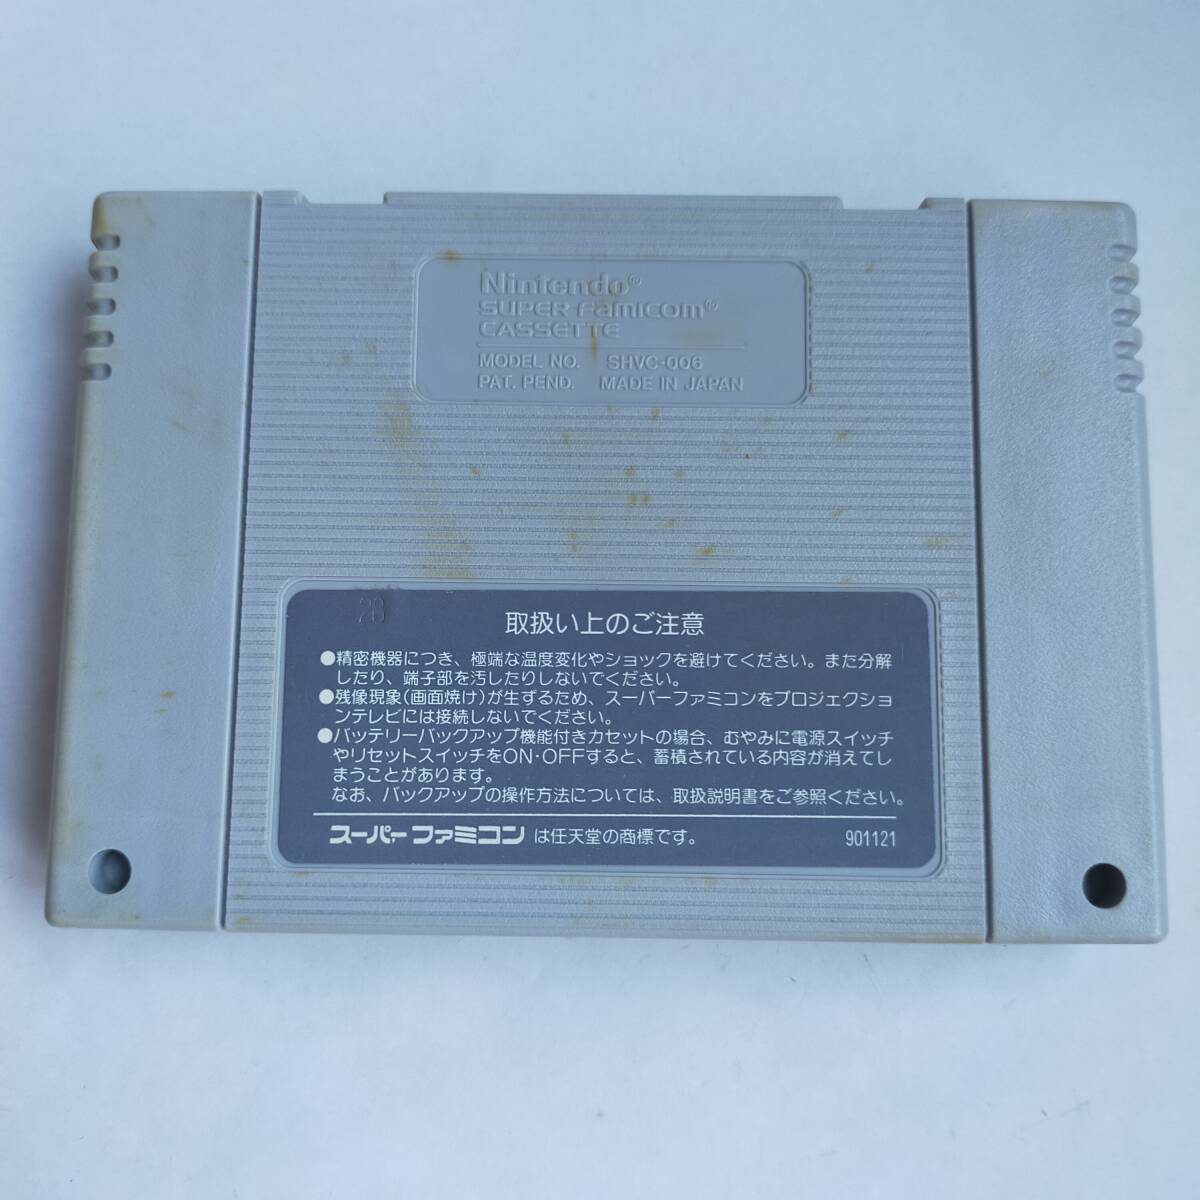 Nintendo®
SUPER Famicom®
CASSETTE
MODEL NO. SHVC-006
PAT. PEND. MADE IN JAPAN
28
取扱い上のご注意
●精密機器につき、極端な温度変化やショックを避けてください。また分解
したり、端子部を汚したりしないでください。
●残像現象(画面焼け)が生ずるため、スーパーファミコンをプロジェクショ
ンテレビには接続しないでください。
●バッテリーバックアップ機能付きカセットの場合、むやみに電源スイッチ
やリセットスイッチをON・OFFすると、蓄積されている内容が消えてし
まうことがあります。
なお、バックアップの操作方法については、取扱説明書をご参照ください。
スーパーファミコン は任天堂の商標です。 901121